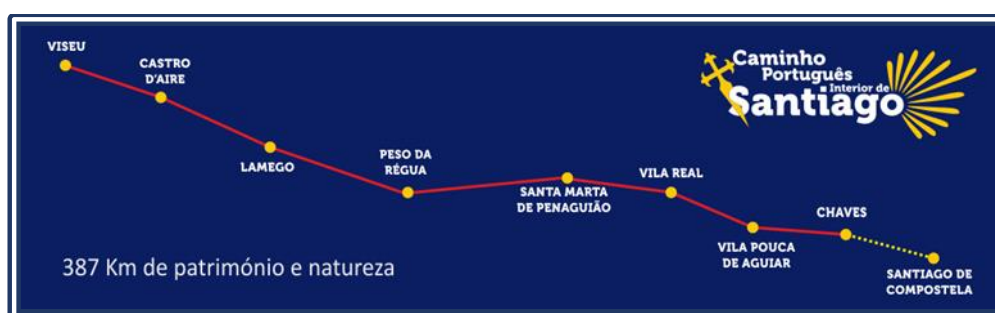 VISEU
CASTRO
D'AIRE
LAMEGO
PESO DA
RÉGUA
SANTA MARTA
DE PENAGUIÃO
VILA REAL
VILA POUCA
DE AGUIAR
CHAVES
SANTIAGO DE
COMPOSTELA
Caminho
Português
Interior de
Santiago
387 Km de património e natureza